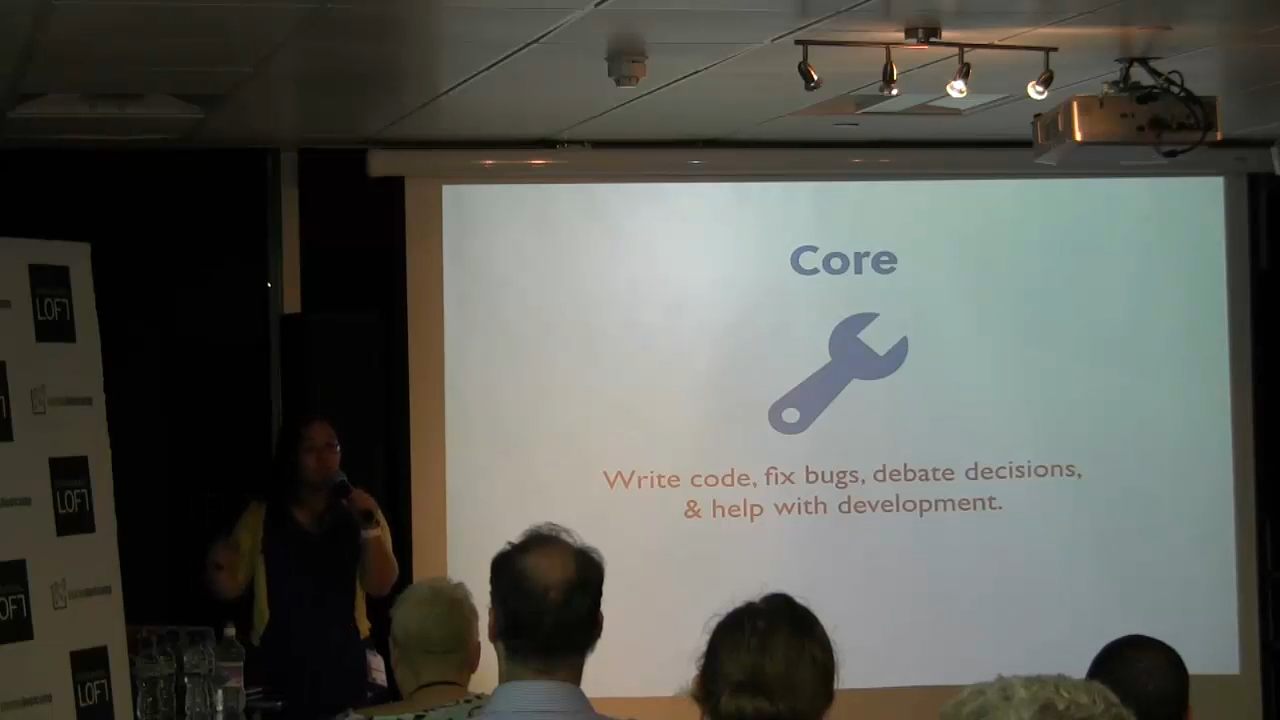 Core
Write code, fix bugs, debate decisions,
& help with development.
LOFT
LOFT
LOFT
LOFT